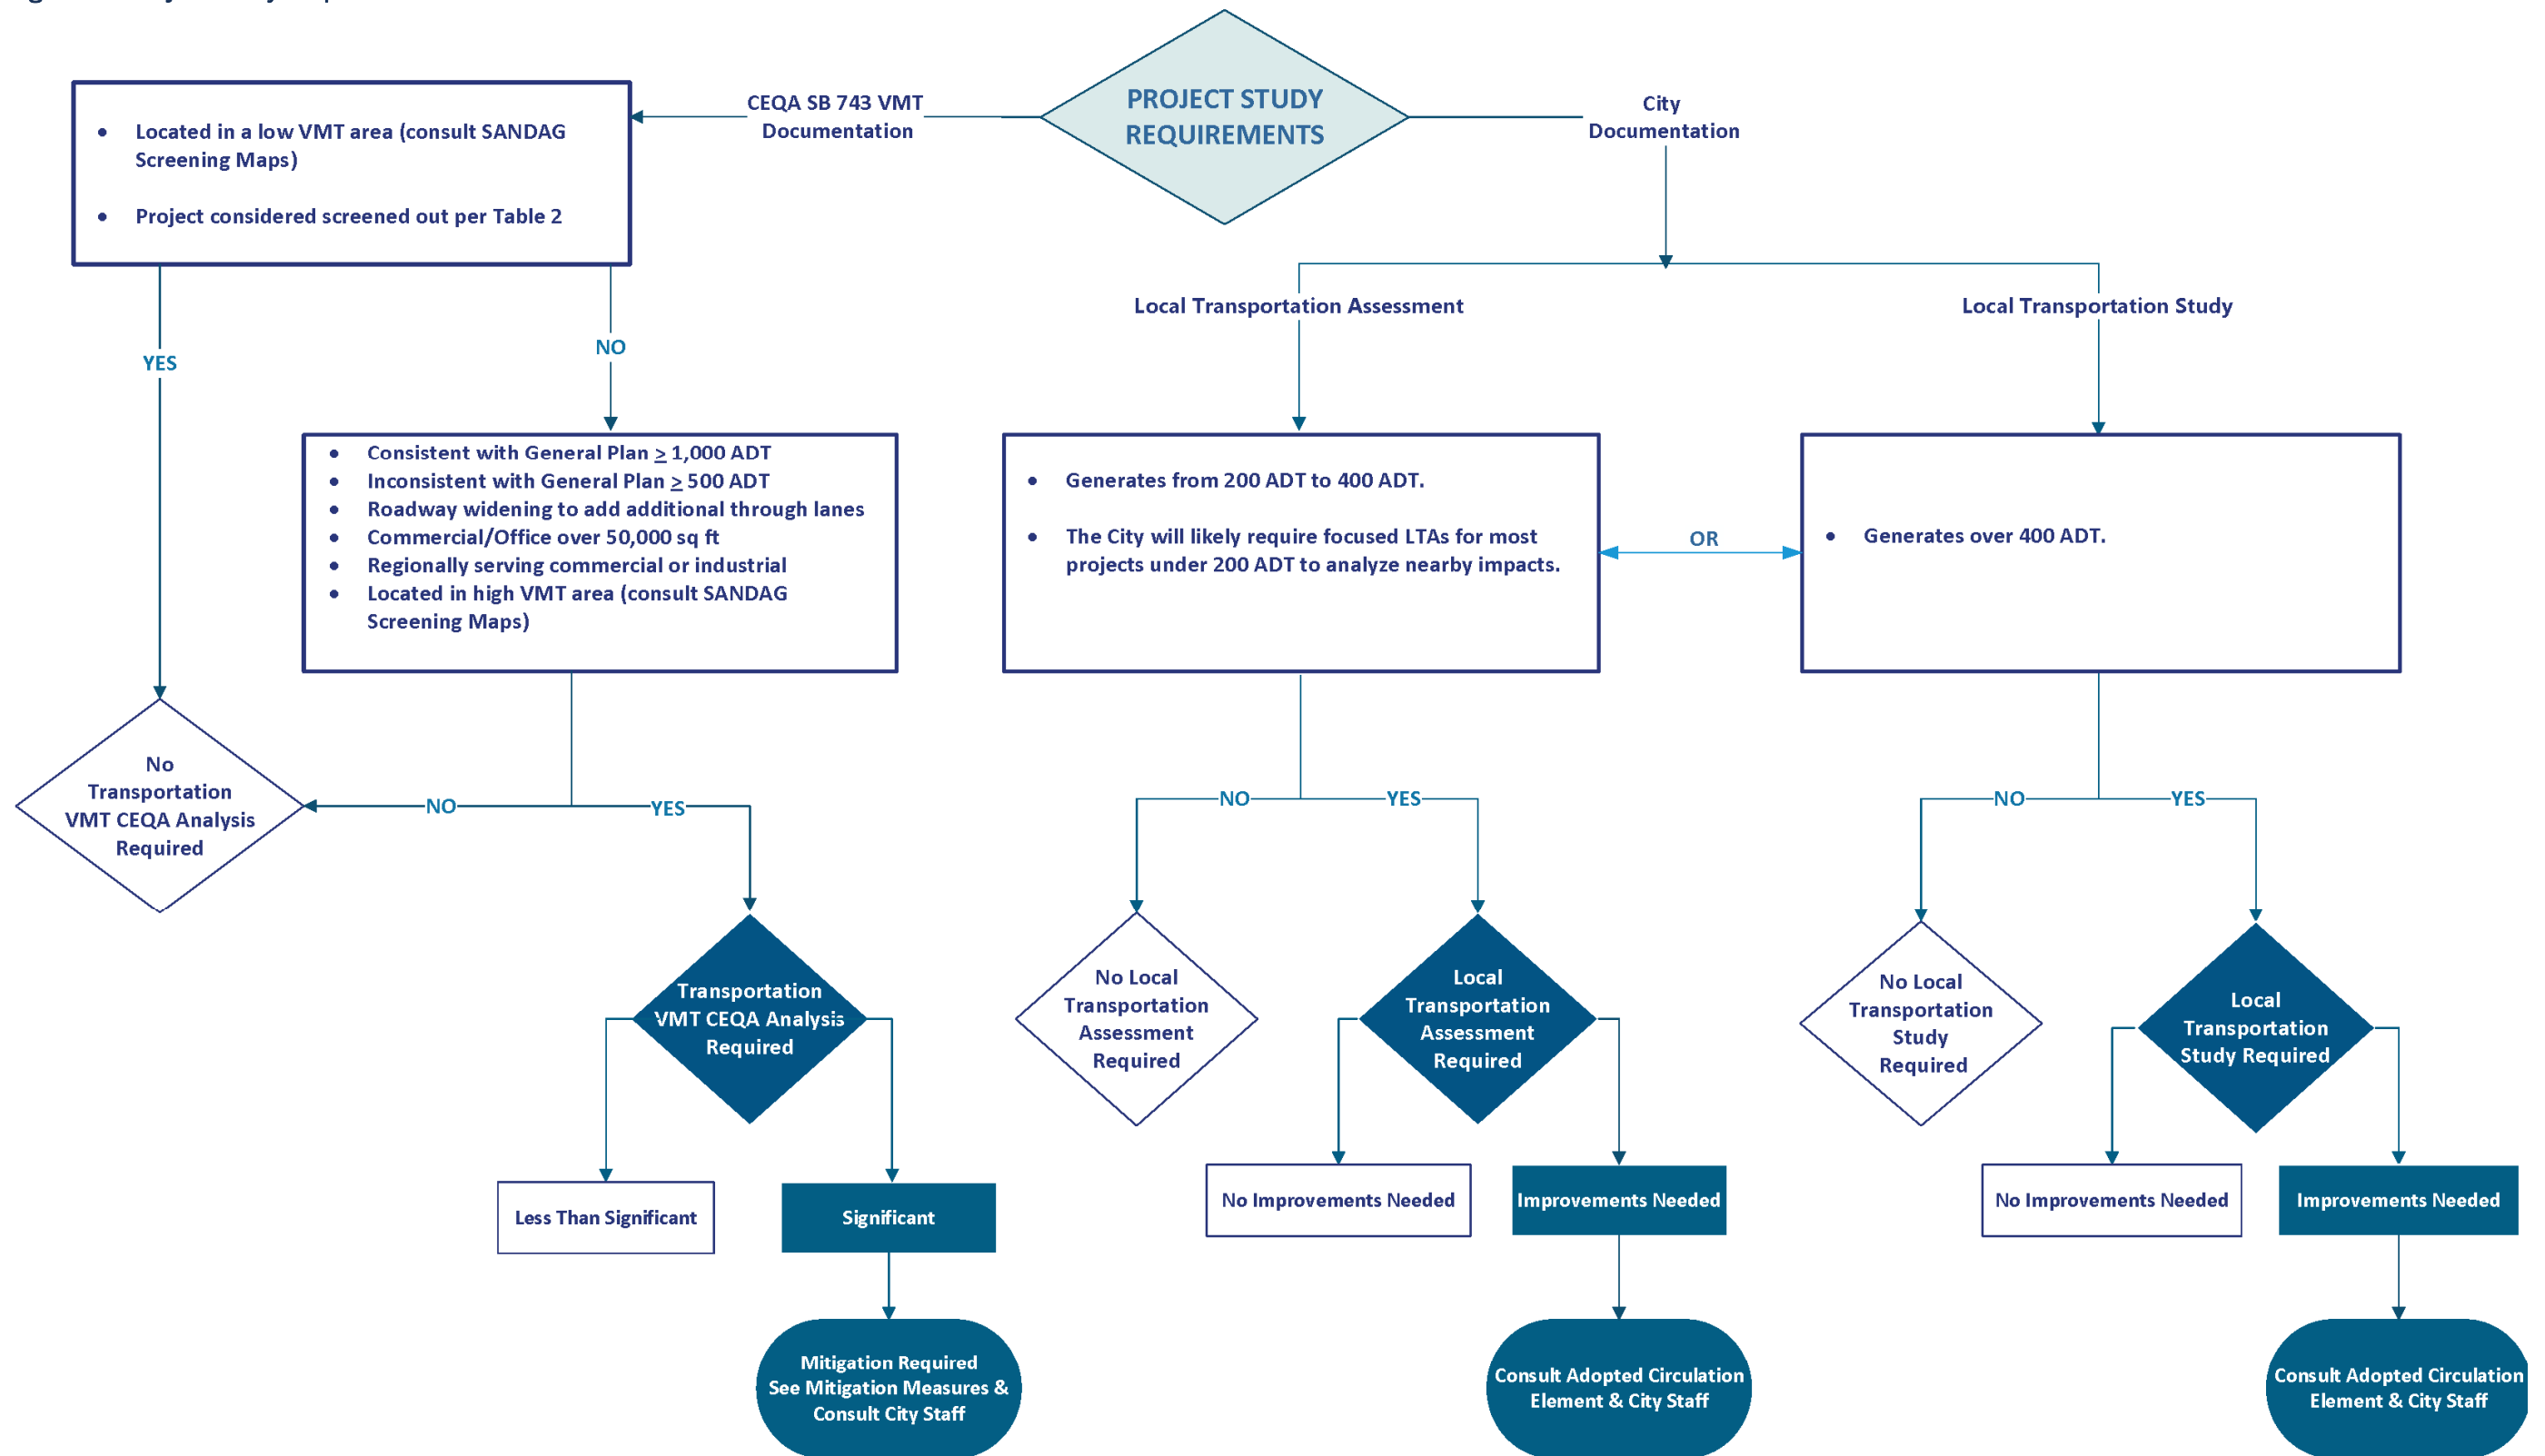 PROJECT STUDY
REQUIREMENTS
CEQA SB 743 VMT
Documentation
City
Documentation
• Located in a low VMT area (consult SANDAG
Screening Maps)
• Project considered screened out per Table 2
Local Transportation Assessment
Local Transportation Study
YES
NO
• Consistent with General Plan ≥ 1,000 ADT
• Inconsistent with General Plan ≥ 500 ADT
• Roadway widening to add additional through lanes
• Commercial/Office over 50,000 sq ft
• Regionally serving commercial or industrial
• Located in high VMT area (consult SANDAG
Screening Maps)
• Generates from 200 ADT to 400 ADT.
• The City will likely require focused LTAs for most
projects under 200 ADT to analyze nearby impacts.
OR
• Generates over 400 ADT.
No
Transportation
VMT CEQA Analysis
Required
NO
YES
NO
YES
NO
YES
Transportation
VMT CEQA Analysis
Required
No Local
Transportation
Assessment
Required
Local
Transportation
Assessment
Required
No Local
Transportation
Study
Required
Local
Transportation
Study Required
Less Than Significant
Significant
No Improvements Needed
Improvements Needed
No Improvements Needed
Improvements Needed
Mitigation Required
See Mitigation Measures &
Consult City Staff
Consult Adopted Circulation
Element & City Staff
Consult Adopted Circulation
Element & City Staff